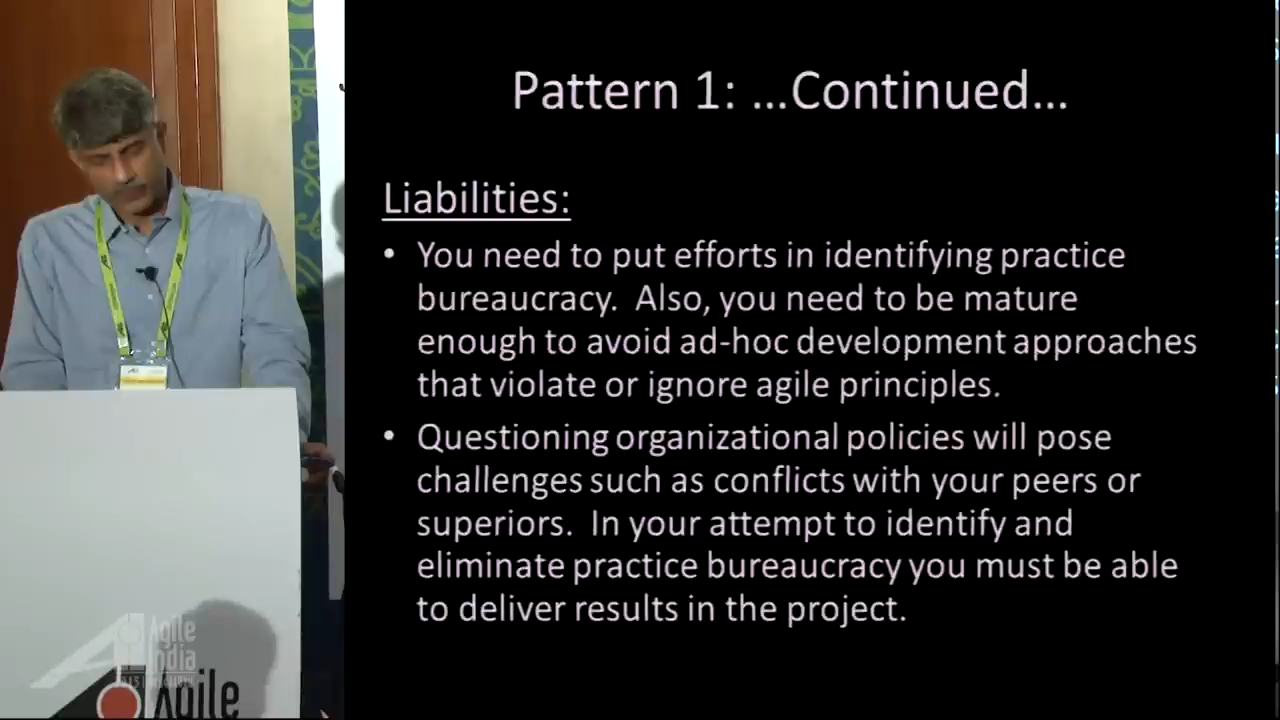 Pattern 1: ...Continued...
Liabilities:
• You need to put efforts in identifying practice
bureaucracy.  Also, you need to be mature
enough to avoid ad-hoc development approaches
that violate or ignore agile principles.
• Questioning organizational policies will pose
challenges such as conflicts with your peers or
superiors.  In your attempt to identify and
eliminate practice bureaucracy you must be able
to deliver results in the project.
Agile
India
Agile